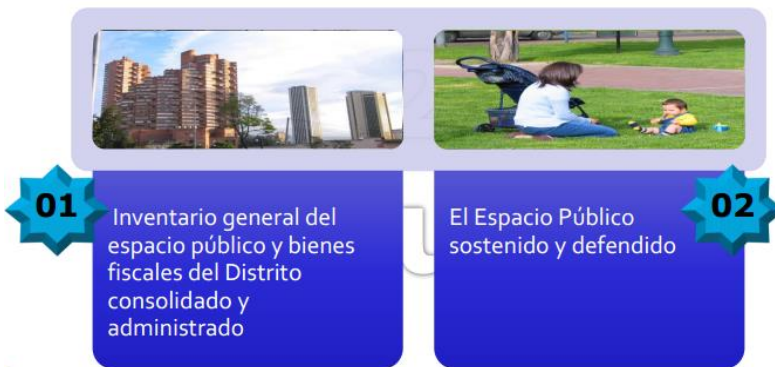 01
Inventario general del
espacio público y bienes
fiscales del Distrito
consolidado y
administrado
El Espacio Público
sostenido y defendido
02